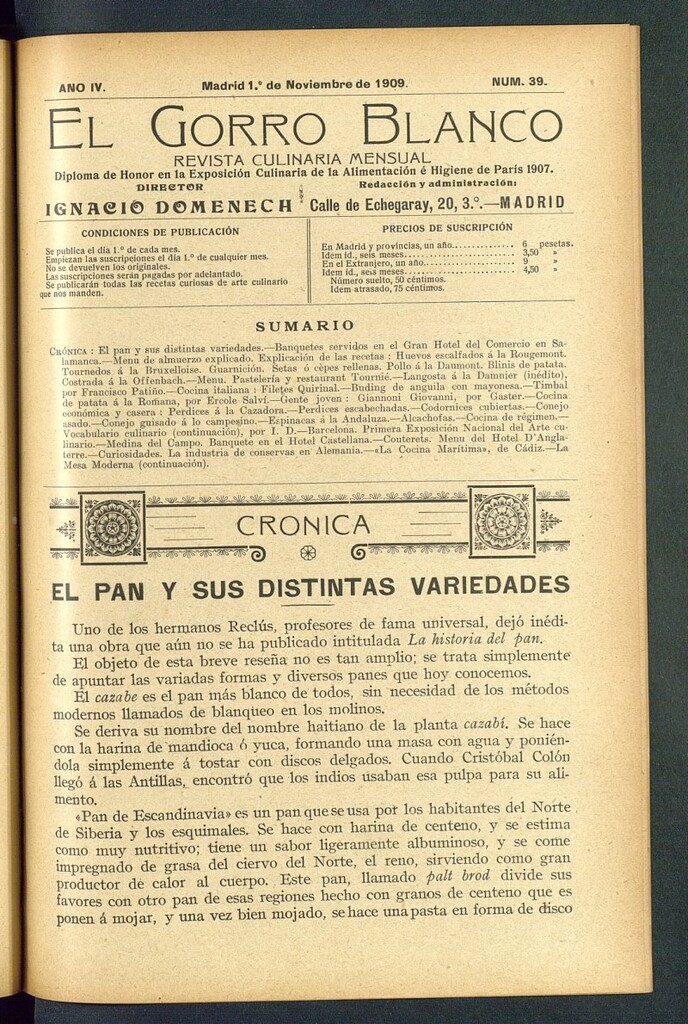 ANO IV.
Madrid 1.º de Noviembre de 1909.
NUM. 39.
EL GORRO BLANCO
REVISTA CULINARIA MENSUAL
Diploma de Honor en la Exposición Culinaria de la Alimentación é Higiene de París 1907.
DIRECTOR
IGNACIO DOMENECH
Redacción y administración:
Calle de Echegaray, 20, 3.º.—MADRID
CONDICIONES DE PUBLICACIÓN
Se publica el día 1.º de cada mes.
Empiezan las suscripciones el día 1.º de cualquier mes.
No se devuelven los originales.
Las suscripciones serán pagadas por adelantado.
Se publicarán todas las recetas curiosas de arte culinario
que nos manden.
PRECIOS DE SUSCRIPCIÓN
En Madrid y provincias, un año............... 6 pesetas.
Idem íd., seis meses........................ 3,50 »
En el Extranjero, un año..................... 9 »
Idem íd., seis meses........................ 4,50 »
Número suelto, 50 céntimos.
Idem atrasado, 75 céntimos.
SUMARIO
CRÓNICA: El pan y sus distintas variedades.—Banquetes servidos en el Gran Hotel del Comercio en Sa-
lamanca.—Menu de almuerzo explicado. Explicación de las recetas: Huevos escalfados á la Rougemont.
Tournedos á la Bruxelloise. Guarnición. Setas ó cèpes rellenas. Pollo á la Daumont. Blinis de patata.
Costrada á la Offenbach.—Menu. Pastelería y restaurant Tournié.—Langosta á la Damnier (inédito),
por Francisco Patiño.—Cocina italiana: Filetes Quirinal.—Buding de anguila con mayonesa.—Timbal
de patata á la Romana, por Ercole Salvi.—Gente joven: Giannoni Giovanni, por Gaster.—Cocina
económica y casera: Perdices á la Cazadora.—Perdices escabechadas.—Codornices cubiertas.—Conejo
asado.—Conejo guisado á lo campesino.—Espinacas á la Andaluza.—Alcachofas.—Cocina de régimen.—
Vocabulario culinario (continuación), por I. D.—Barcelona. Primera Exposición Nacional del Arte cu-
linario.—Medina del Campo. Banquete en el Hotel Castellana.—Couterets. Menu del Hotel D'Angla-
terre.—Curiosidades. La industria de conservas en Alemania.—«La Cocina Marítima», de Cádiz.—La
Mesa Moderna (continuación).
CRONICA
EL PAN Y SUS DISTINTAS VARIEDADES
Uno de los hermanos Reclús, profesores de fama universal, dejó inédi-
ta una obra que aún no se ha publicado intitulada La historia del pan.
El objeto de esta breve reseña no es tan amplio; se trata simplemente
de apuntar las variadas formas y diversos panes que hoy conocemos.
El cazabe es el pan más blanco de todos, sin necesidad de los métodos
modernos llamados de blanqueo en los molinos.
Se deriva su nombre del nombre haitiano de la planta cazabí. Se hace
con la harina de mandioca ó yuca, formando una masa con agua y ponién-
dola simplemente á tostar con discos delgados. Cuando Cristóbal Colón
llegó á las Antillas, encontró que los indios usaban esa pulpa para su ali-
mento.
«Pan de Escandinavia» es un pan que se usa por los habitantes del Norte
de Siberia y los esquimales. Se hace con harina de centeno, y se estima
como muy nutritivo; tiene un sabor ligeramente albuminoso, y se come
impregnado de grasa del ciervo del Norte, el reno, sirviendo como gran
productor de calor al cuerpo. Este pan, llamado palt brod divide sus
favores con otro pan de esas regiones hecho con granos de centeno que es
ponen á mojar, y una vez bien mojado, se hace una pasta en forma de disco